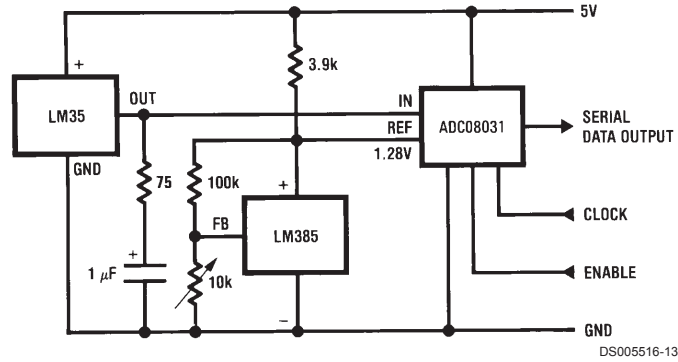 5V
+
3.9k
LM35
OUT
IN
REF
1.28V
ADC08031
SERIAL
DATA OUTPUT
GND
75
100k
+
FB
LM385
CLOCK
+
1 µF
10k
ENABLE
–
GND
DS005516-13